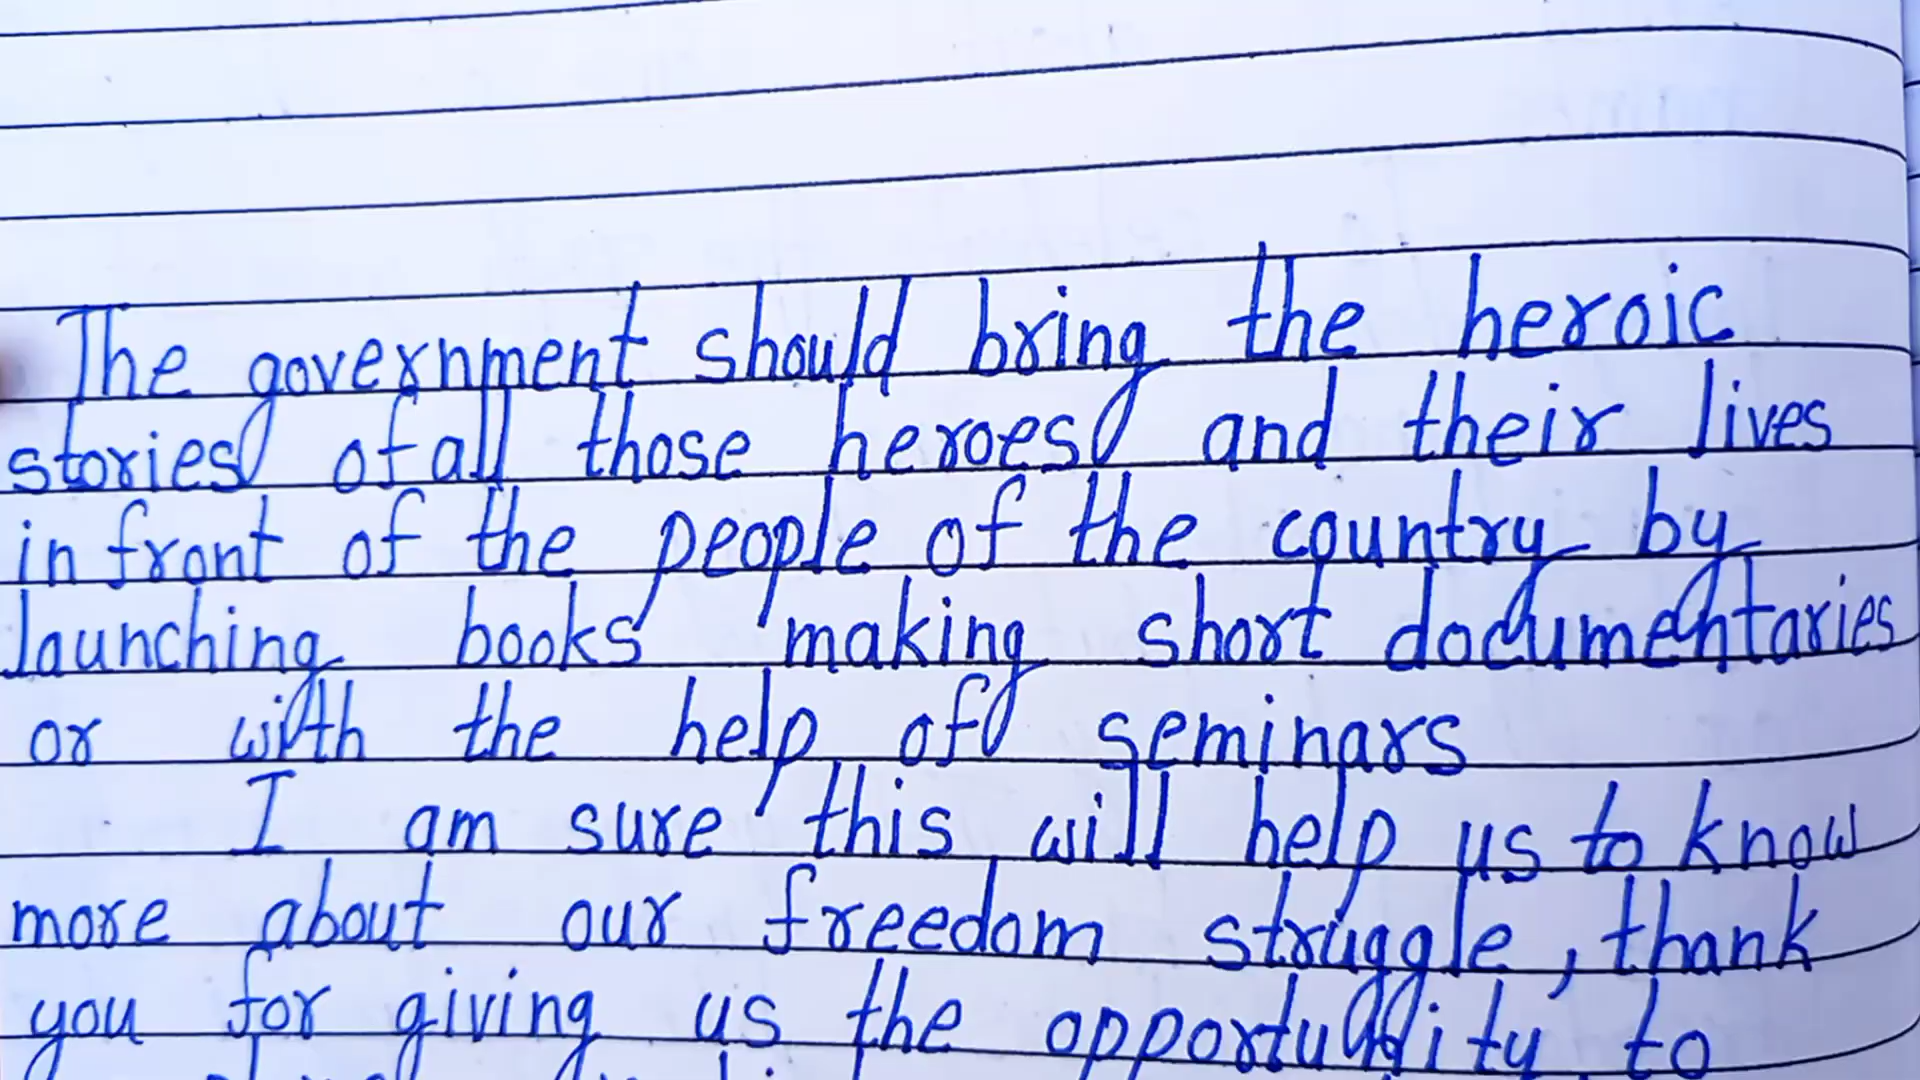 The government should bring the heroic
stories of all those heroes and their lives
in front of the people of the country by
launching books making short documentaries
or with the help of seminars
I am sure this will help us to know
more about our freedom struggle, thank
you for giving us the opportunity to